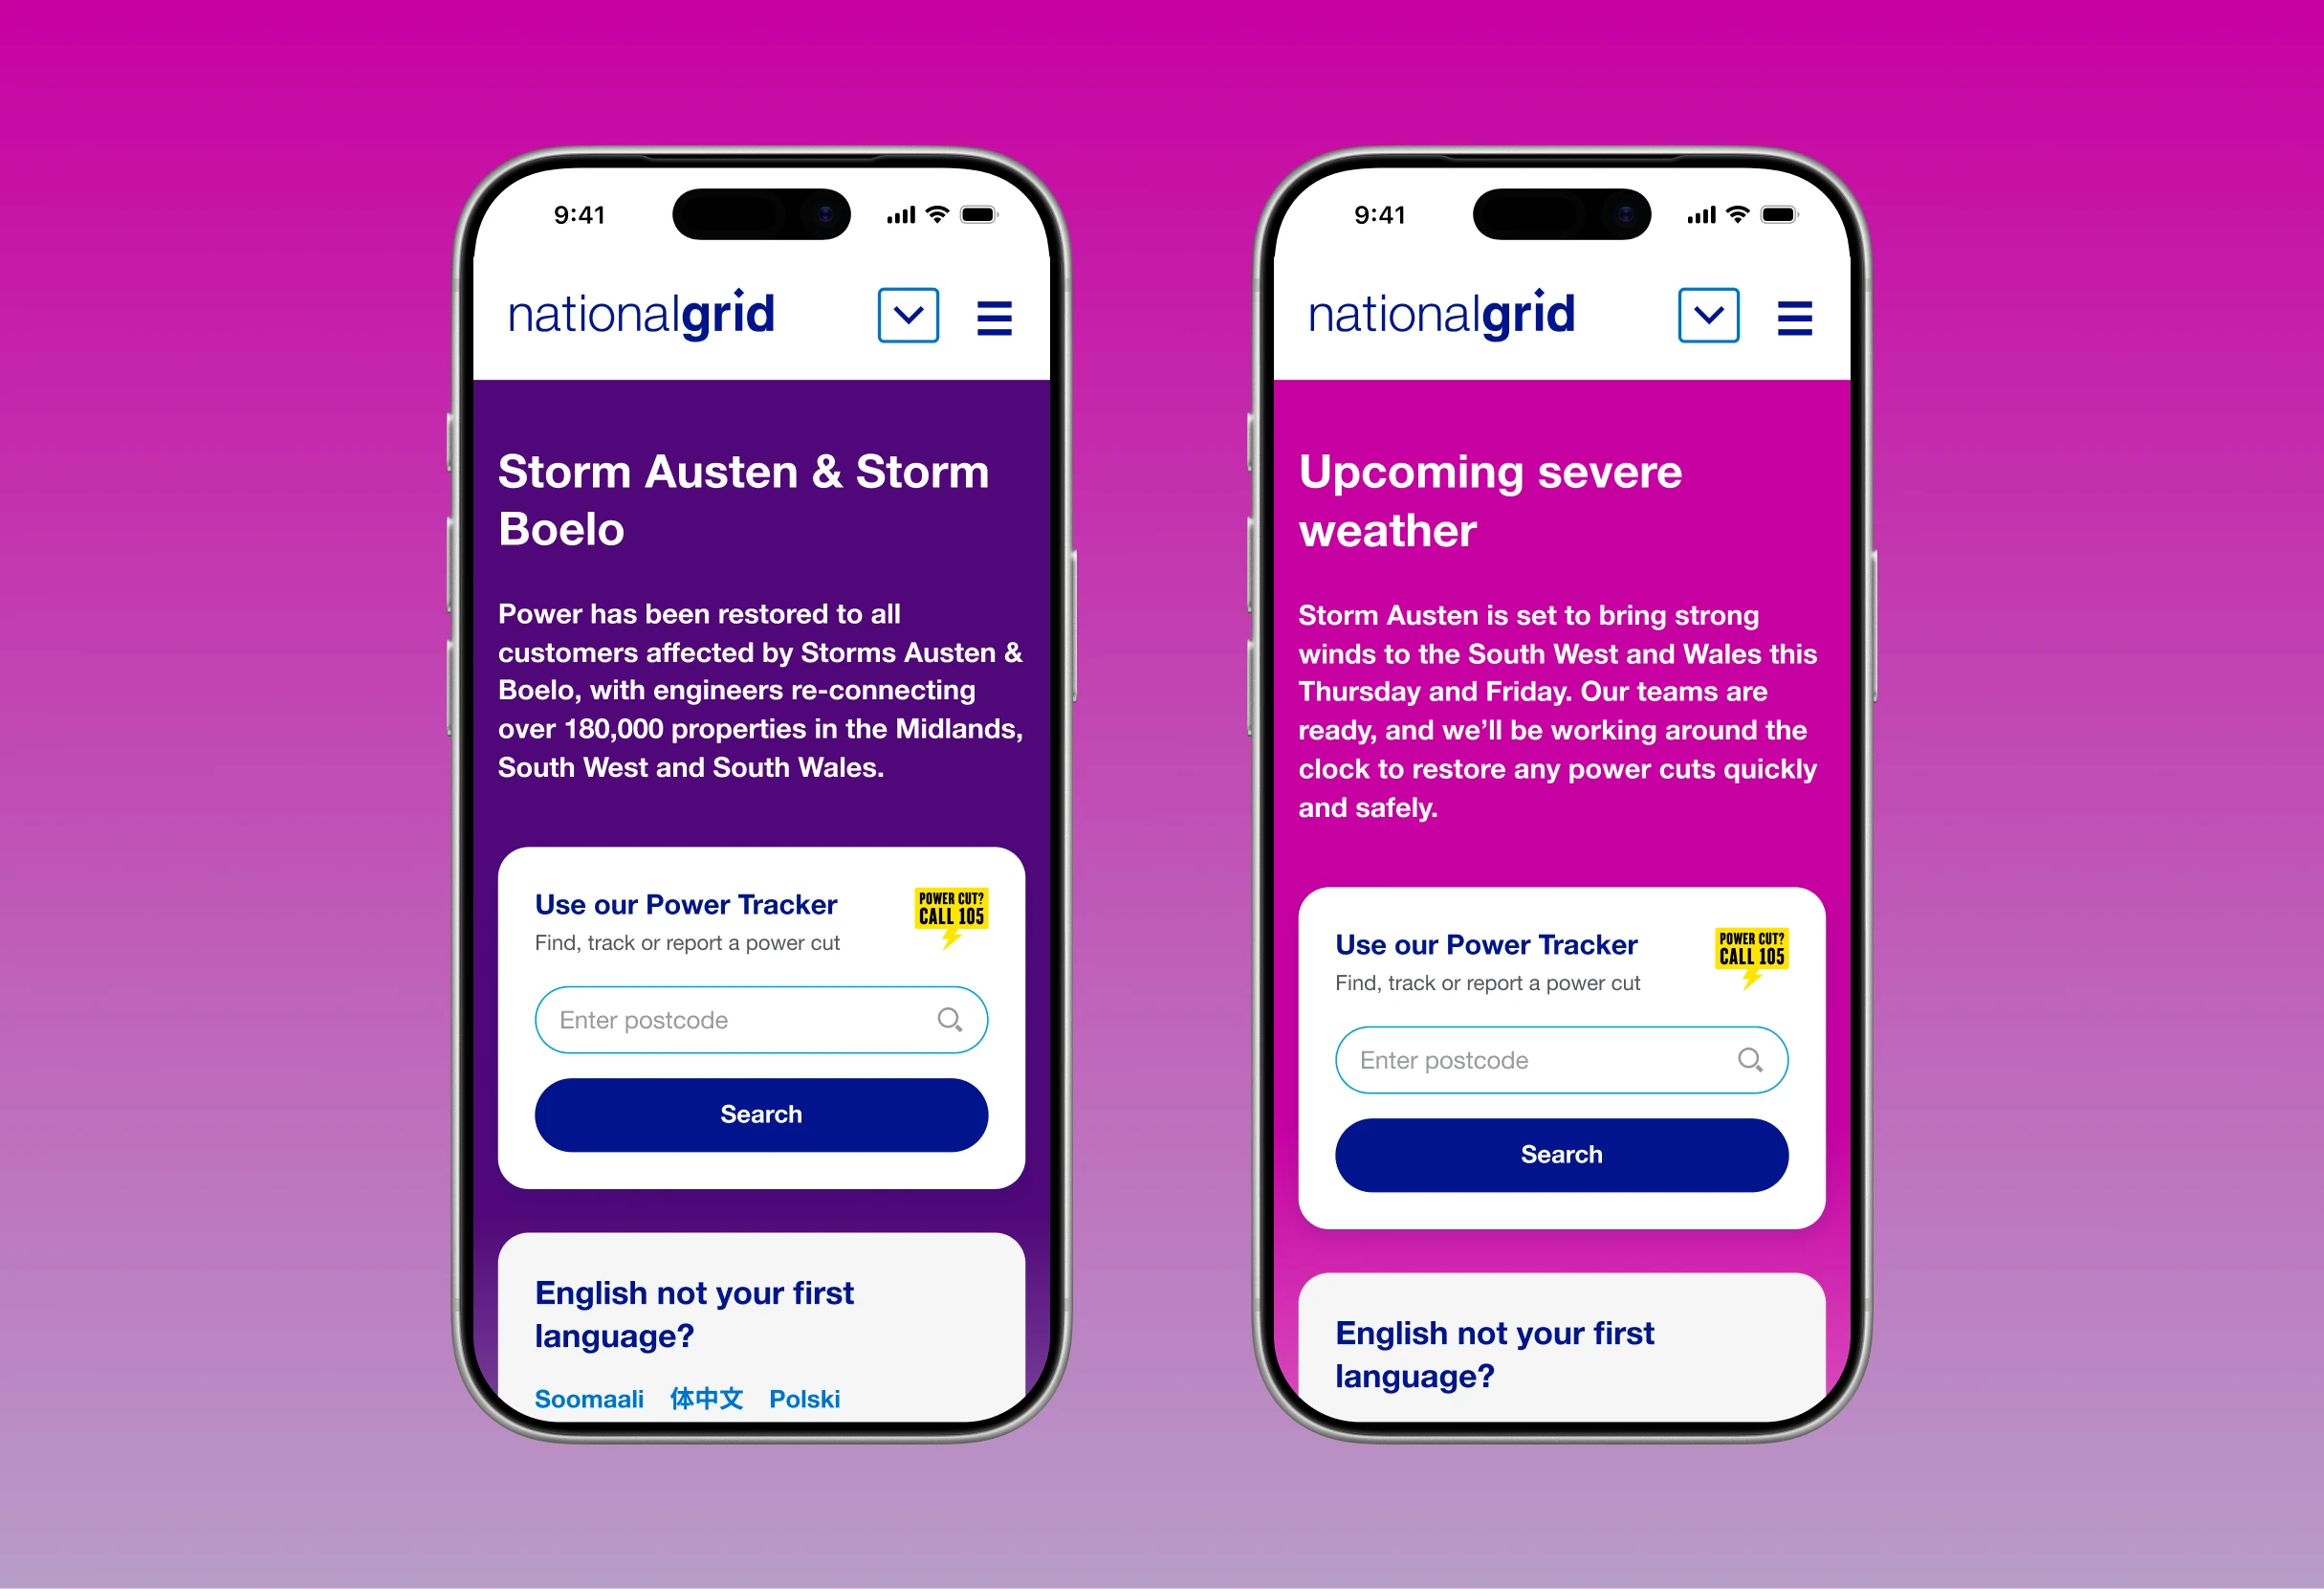 9:41
nationalgrid
Storm Austen & Storm
Boelo
Power has been restored to all
customers affected by Storms Austen &
Boelo, with engineers re-connecting
over 180,000 properties in the Midlands,
South West and South Wales.
Use our Power Tracker
Find, track or report a power cut
POWER CUT?
CALL 105
Enter postcode
Search
English not your first
language?
Soomaali 体中文 Polski
9:41
nationalgrid
Upcoming severe
weather
Storm Austen is set to bring strong
winds to the South West and Wales this
Thursday and Friday. Our teams are
ready, and we’ll be working around the
clock to restore any power cuts quickly
and safely.
Use our Power Tracker
Find, track or report a power cut
POWER CUT?
CALL 105
Enter postcode
Search
English not your first
language?